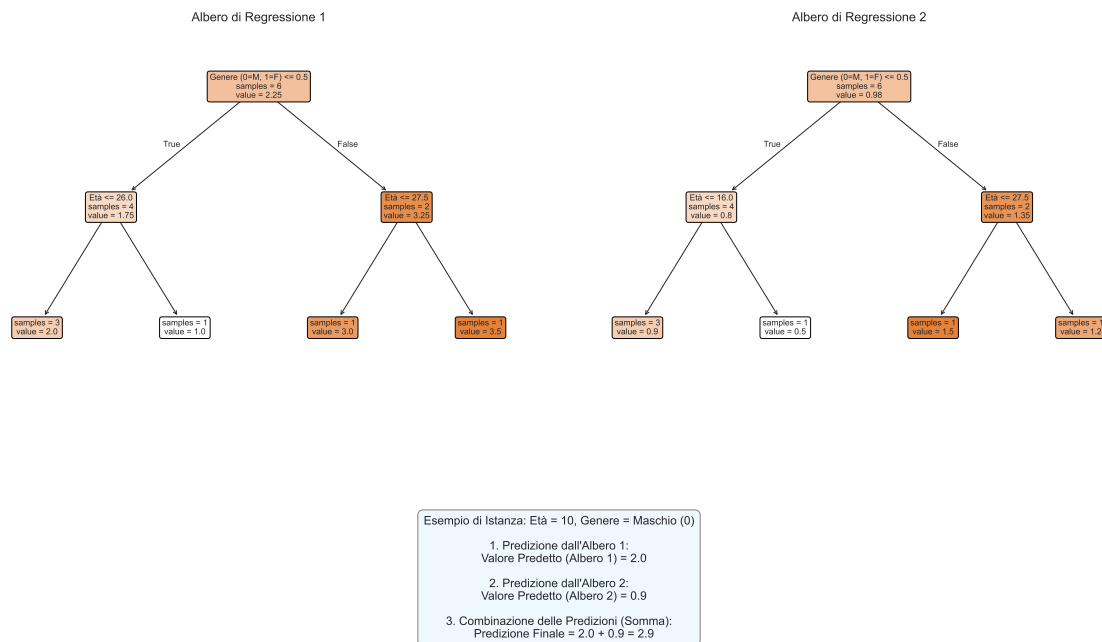 Albero di Regressione 1
Genere (0=M, 1=F) <= 0.5
samples = 6
value = 2.25
True
False
Età <= 26.0
samples = 4
value = 1.75
Età <= 27.5
samples = 2
value = 3.25
samples = 3
value = 2.0
samples = 1
value = 1.0
samples = 1
value = 3.0
samples = 1
value = 3.5
Albero di Regressione 2
Genere (0=M, 1=F) <= 0.5
samples = 6
value = 0.98
True
False
Età <= 16.0
samples = 4
value = 0.8
Età <= 27.5
samples = 2
value = 1.35
samples = 3
value = 0.9
samples = 1
value = 0.5
samples = 1
value = 1.5
samples = 1
value = 1.2
Esempio di Istanza: Età = 10, Genere = Maschio (0)
1. Predizione dall'Albero 1:
Valore Predetto (Albero 1) = 2.0
2. Predizione dall'Albero 2:
Valore Predetto (Albero 2) = 0.9
3. Combinazione delle Predizioni (Somma):
Predizione Finale = 2.0 + 0.9 = 2.9